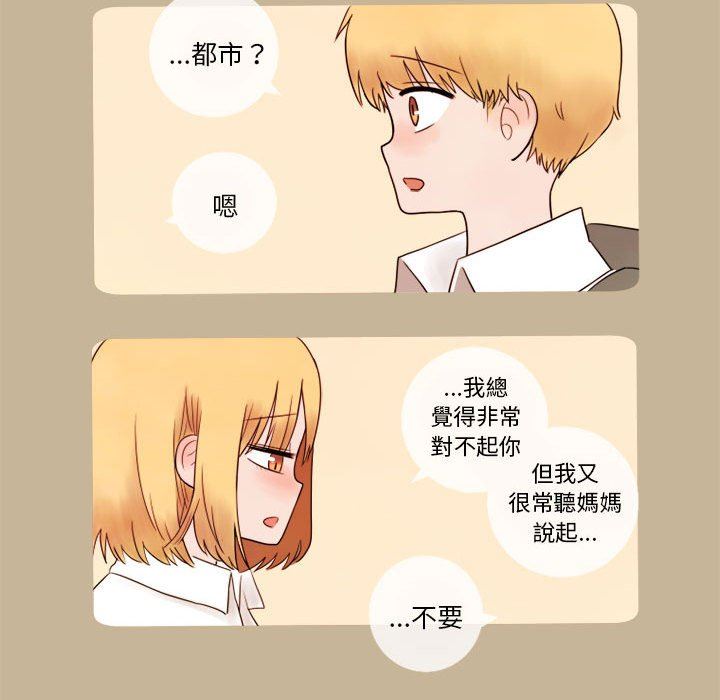 ...都市？
嗯
...我總
覺得非常
對不起你
但我又
很常聽媽媽
說起...
...不要